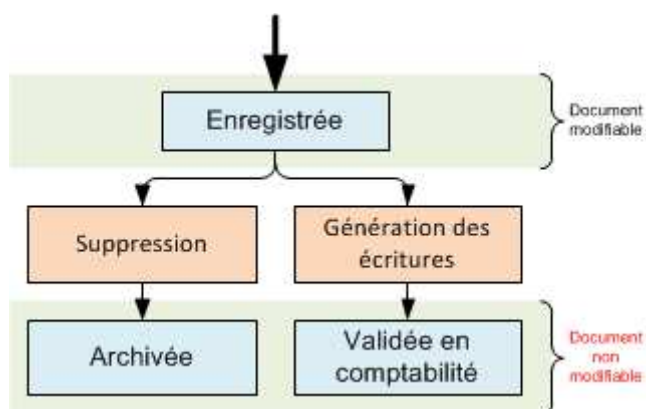 Enregistrée
Document
modifiable
Suppression
Génération des
écritures
Archivée
Validée en
comptabilité
Document
non
modifiable